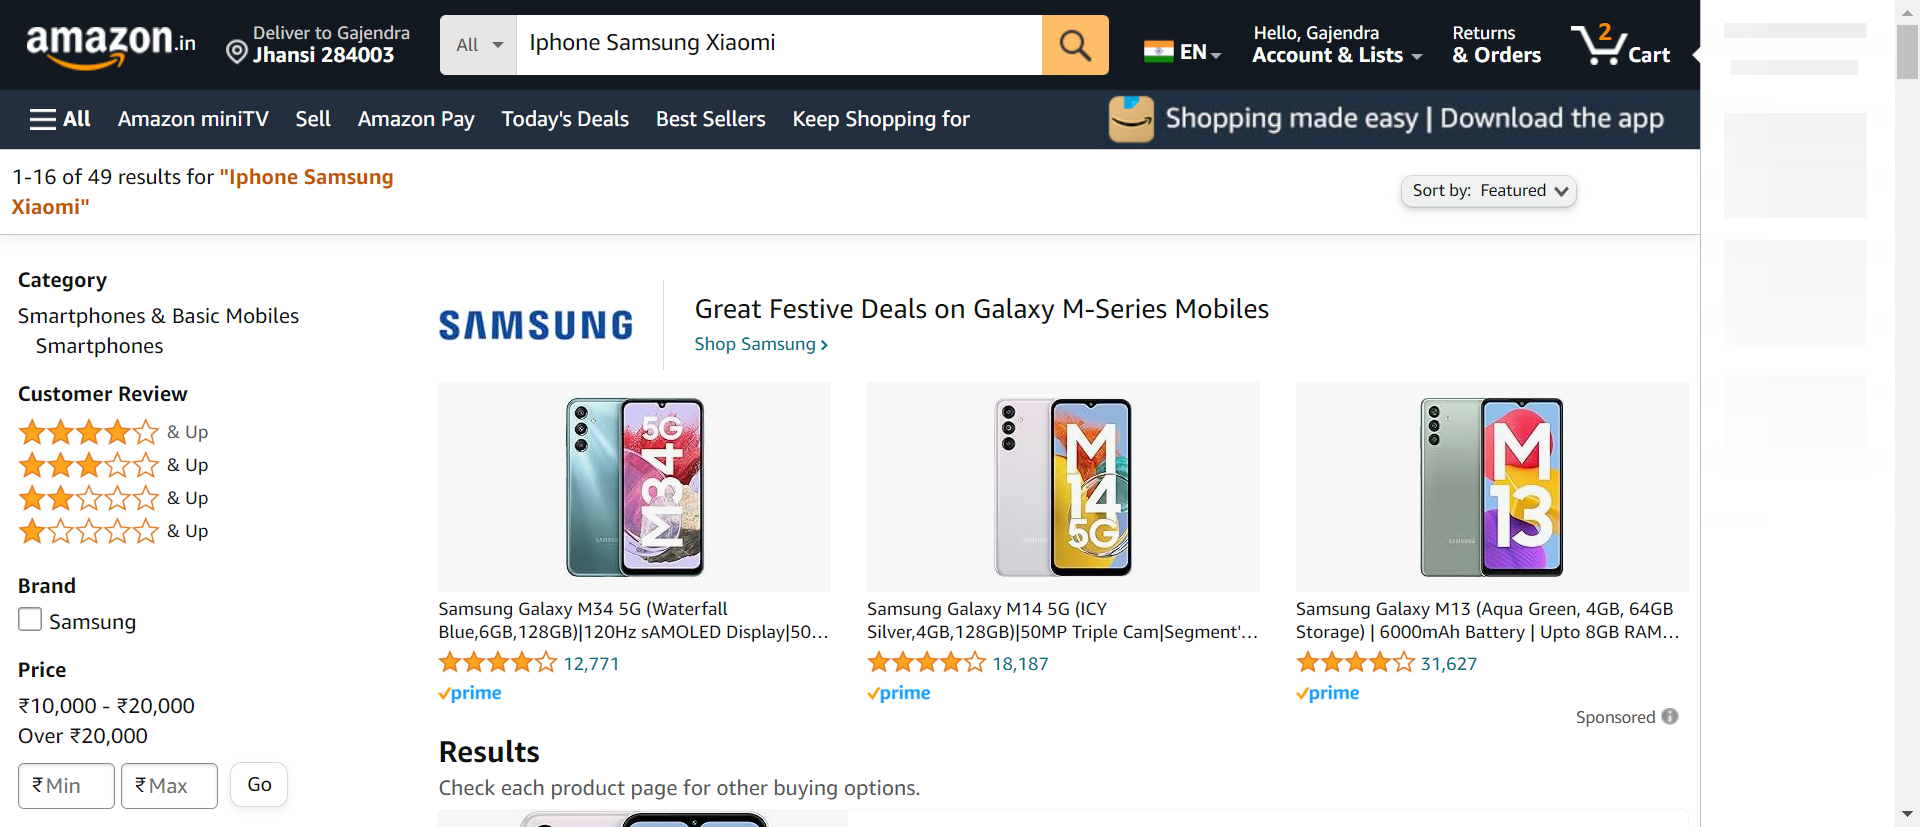 amazon.in
Deliver to Gajendra
Jhansi 284003
All
Iphone Samsung Xiaomi
EN
Hello, Gajendra
Account & Lists
Returns
& Orders
2
Cart
All
Amazon miniTV
Sell
Amazon Pay
Today's Deals
Best Sellers
Keep Shopping for
Shopping made easy | Download the app
1-16 of 49 results for "Iphone Samsung
Xiaomi"
Sort by: Featured
Category
Smartphones & Basic Mobiles
Smartphones
Customer Review
& Up
& Up
& Up
& Up
Brand
Samsung
Price
₹10,000 - ₹20,000
Over ₹20,000
₹Min
₹Max
Go
SAMSUNG
Great Festive Deals on Galaxy M-Series Mobiles
Shop Samsung ›
M34 5G
Samsung Galaxy M34 5G (Waterfall
Blue,6GB,128GB)|120Hz sAMOLED Display|50...
12,771
prime
M
14
5G
Samsung Galaxy M14 5G (ICY
Silver,4GB,128GB)|50MP Triple Cam|Segment'...
18,187
prime
M
13
Samsung Galaxy M13 (Aqua Green, 4GB, 64GB
Storage) | 6000mAh Battery | Upto 8GB RAM...
31,627
prime
Sponsored
Results
Check each product page for other buying options.